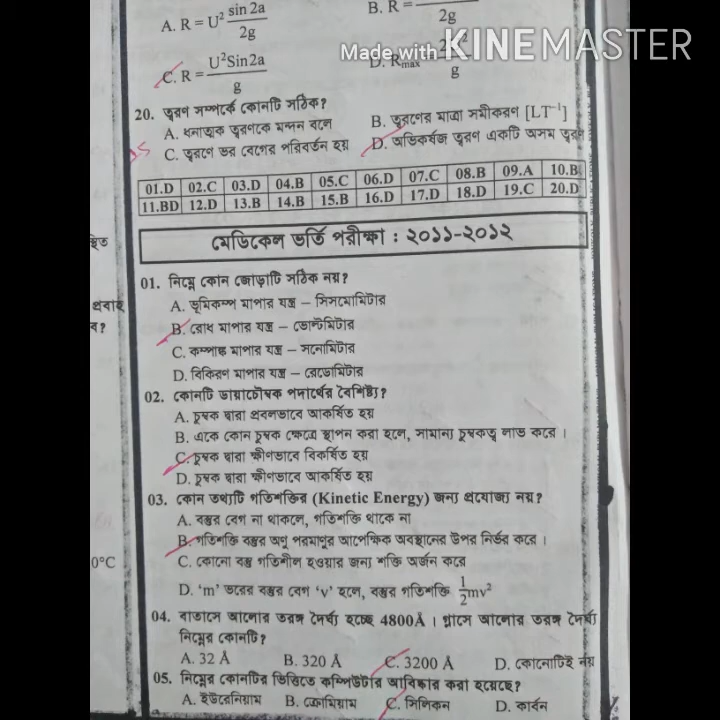 A. R = U² sin 2a / 2g
B. R = / 2g
C. R = U²Sin2a / g
D. Rmax g
Made with KINEMASTER
20. ত্বরণ সম্পর্কে কোনটি সঠিক?
A. ধনাত্মক ত্বরণকে মন্দন বলে
B. ত্বরণের মাত্রা সমীকরণ [LT⁻¹]
C. ত্বরণে ভর বেগের পরিবর্তন হয়
D. অভিকর্ষজ ত্বরণ একটি অসম ত্বরণ
01.D 02.C 03.D 04.B 05.C 06.D 07.C 08.B 09.A 10.B
11.BD 12.D 13.B 14.B 15.B 16.D 17.D 18.D 19.C 20.D
মেডিকেল ভর্তি পরীক্ষা : ২০১১-২০১২
01. নিম্নে কোন জোড়াটি সঠিক নয়?
A. ভূমিকম্প মাপার যন্ত্র – সিসমোমিটার
B. রোধ মাপার যন্ত্র – ভোল্টমিটার
C. কম্পাঙ্ক মাপার যন্ত্র – সনোমিটার
D. বিকিরণ মাপার যন্ত্র – রেডোমিটার
02. কোনটি ডায়াচৌম্বক পদার্থের বৈশিষ্ট্য?
A. চুম্বক দ্বারা প্রবলভাবে আকর্ষিত হয়
B. একে কোন চুম্বক ক্ষেত্রে স্থাপন করা হলে, সামান্য চুম্বকত্ব লাভ করে ।
C. চুম্বক দ্বারা ক্ষীণভাবে বিকর্ষিত হয়
D. চুম্বক দ্বারা ক্ষীণভাবে আকর্ষিত হয়
03. কোন তথ্যটি গতিশক্তির (Kinetic Energy) জন্য প্রযোজ্য নয়?
A. বস্তুর বেগ না থাকলে, গতিশক্তি থাকে না
B. গতিশক্তি বস্তুর অণু পরমাণুর আপেক্ষিক অবস্থানের উপর নির্ভর করে ।
C. কোনো বস্তু গতিশীল হওয়ার জন্য শক্তি অর্জন করে
0°C
D. ‘m’ ভরের বস্তুর বেগ ‘v’ হলে, বস্তুর গতিশক্তি ½mv²
04. বাতাসে আলোর তরঙ্গ দৈর্ঘ্য হচ্ছে 4800Å । গ্লাসে আলোর তরঙ্গ দৈর্ঘ্য
নিম্নের কোনটি?
A. 32 Å B. 320 Å C. 3200 Å D. কোনোটিই নয়
05. নিম্নের কোনটির ভিত্তিতে কম্পিউটার আবিষ্কার করা হয়েছে?
A. ইউরেনিয়াম B. ক্রোমিয়াম C. সিলিকন D. কার্বন